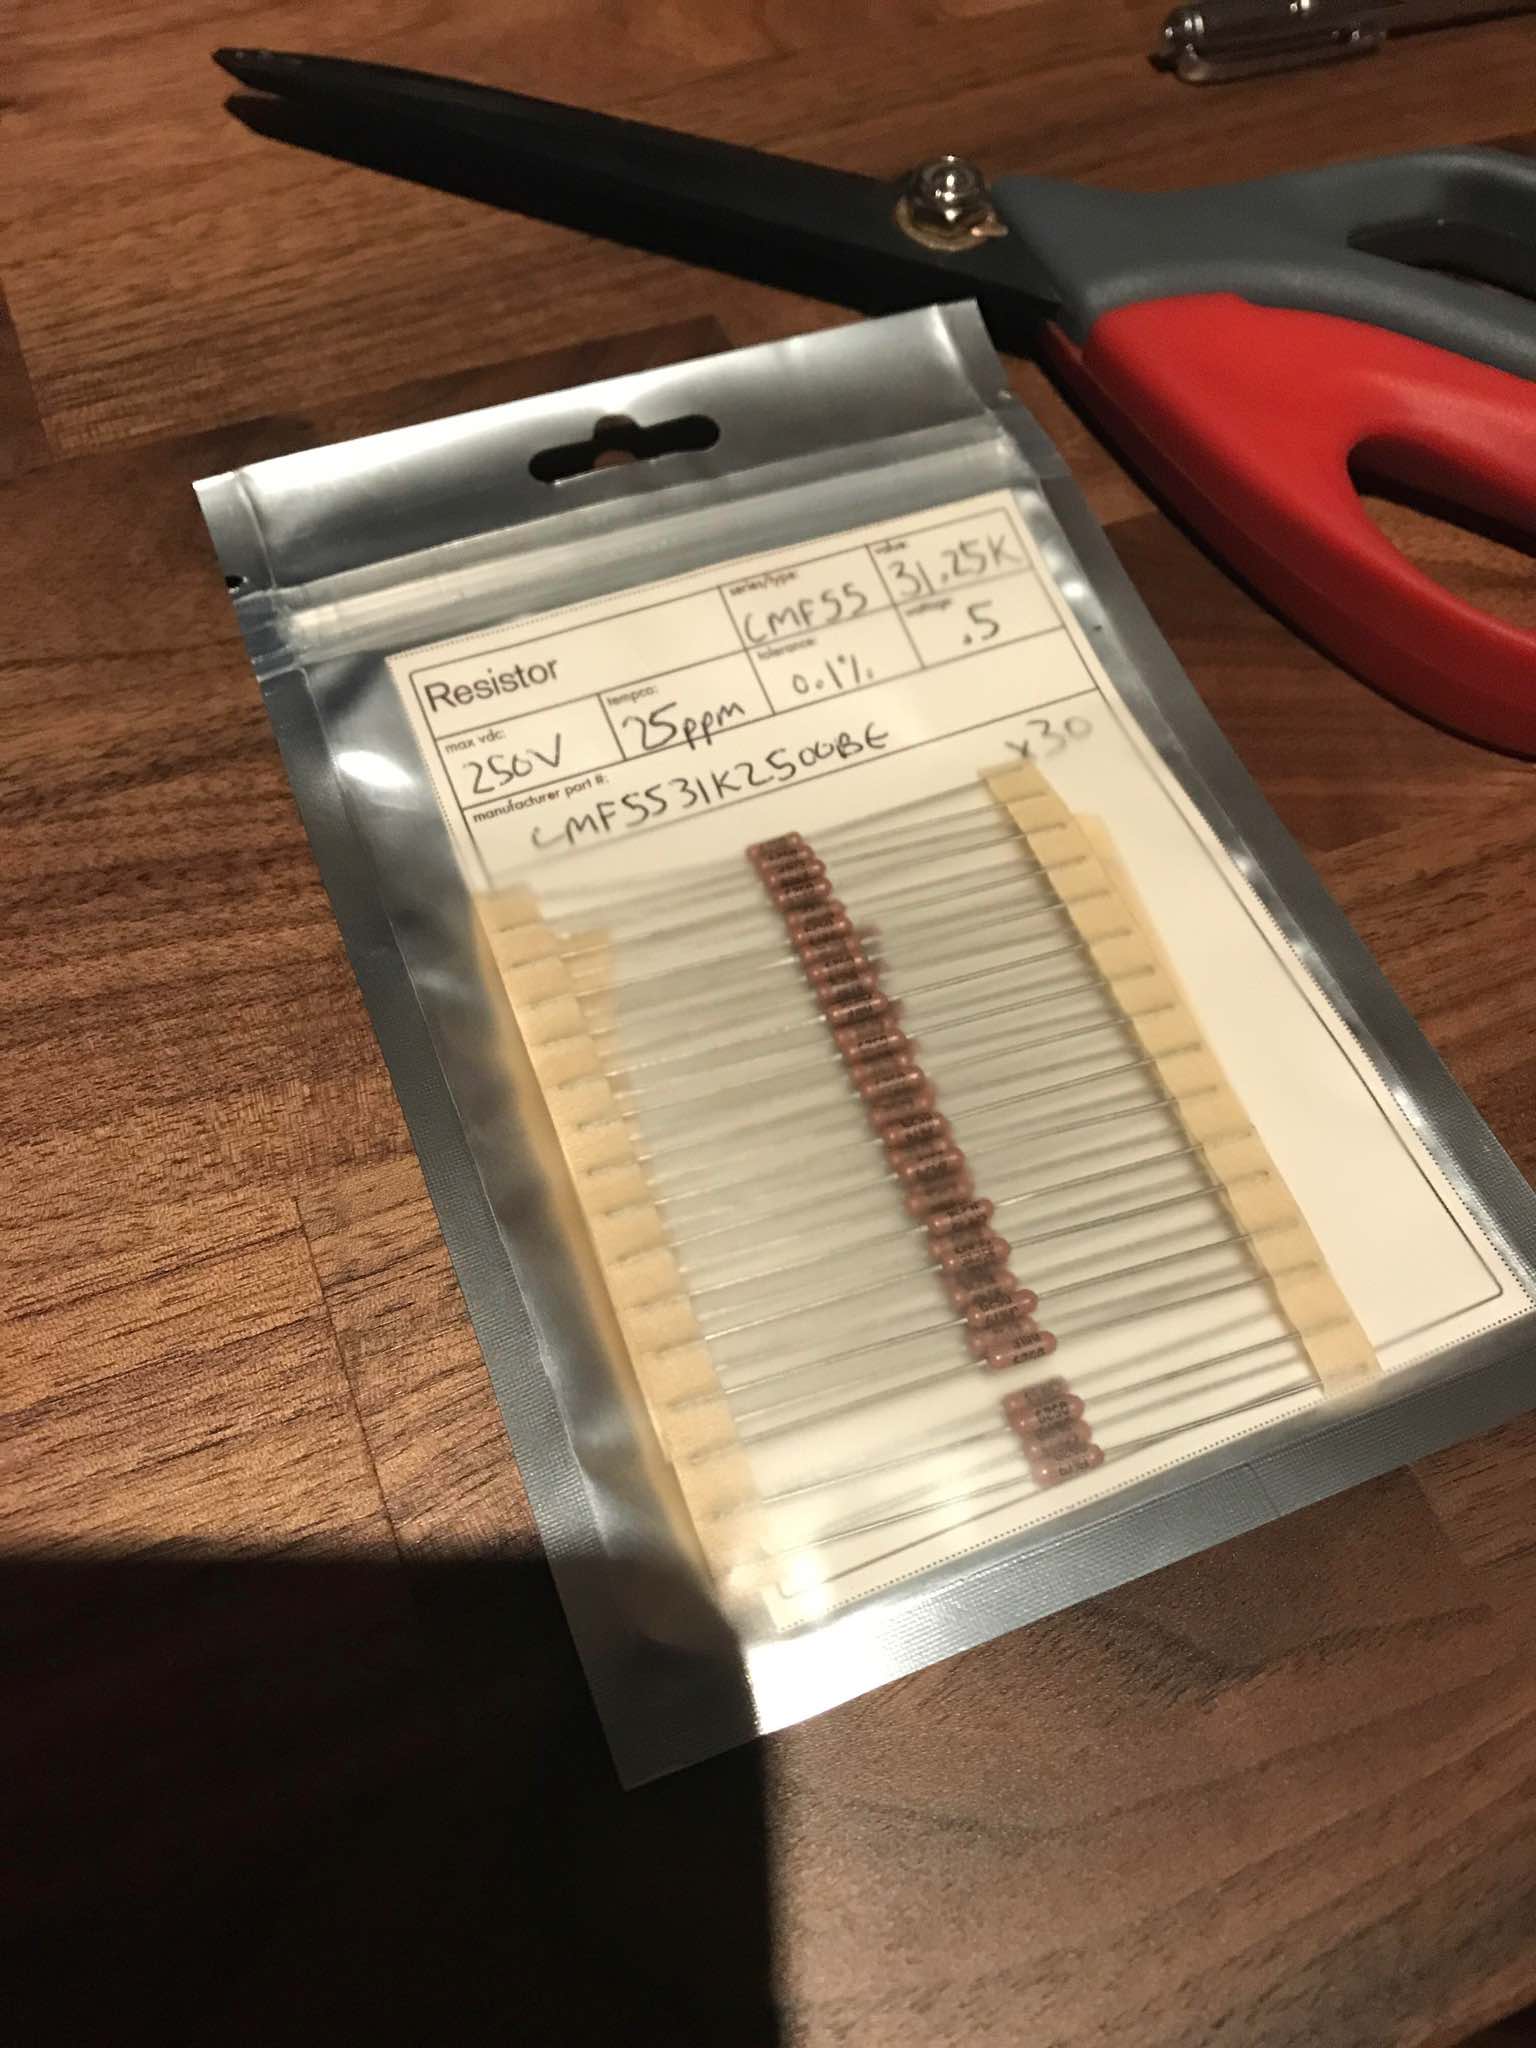 Resistor
series/type:
CMF55
value:
31.25K
max vdc:
250V
tempco:
25ppm
tolerance:
0.1%
wattage:
.5
manufacturer part #:
CMF5531K2500BE
x30